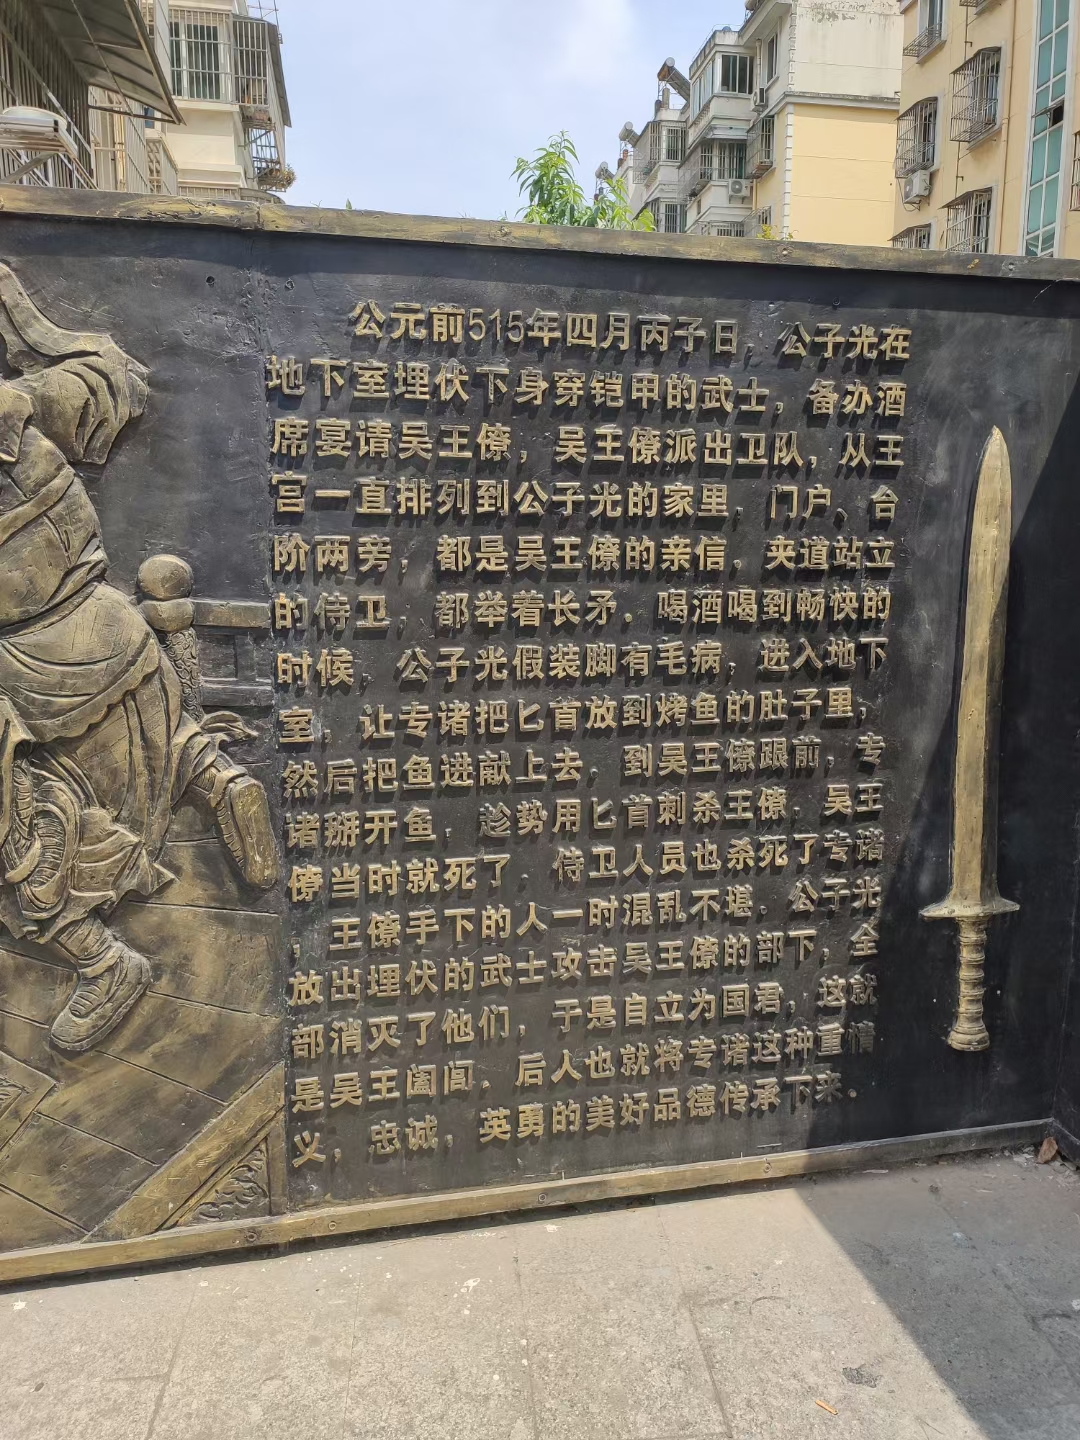 公元前515年四月丙子日，公子光在
地下室埋伏下身穿铠甲的武士，备办酒
席宴请吴王僚，吴王僚派出卫队，从王
宫一直排列到公子光的家里，门户、台
阶两旁，都是吴王僚的亲信，夹道站立
的侍卫，都举着长矛。喝酒喝到畅快的
时候，公子光假装脚有毛病，进入地下
室，让专诸把匕首放到烤鱼的肚子里，
然后把鱼进献上去，到吴王僚跟前，专
诸掰开鱼，趁势用匕首刺杀王僚，吴王
僚当时就死了。侍卫人员也杀死了专诸
，王僚手下的人一时混乱不堪。公子光
放出埋伏的武士攻击吴王僚的部下，全
部消灭了他们，于是自立为国君，这就
是吴王阖闾。后人也就将专诸这种重情
义，忠诚，英勇的美好品德传承下来。